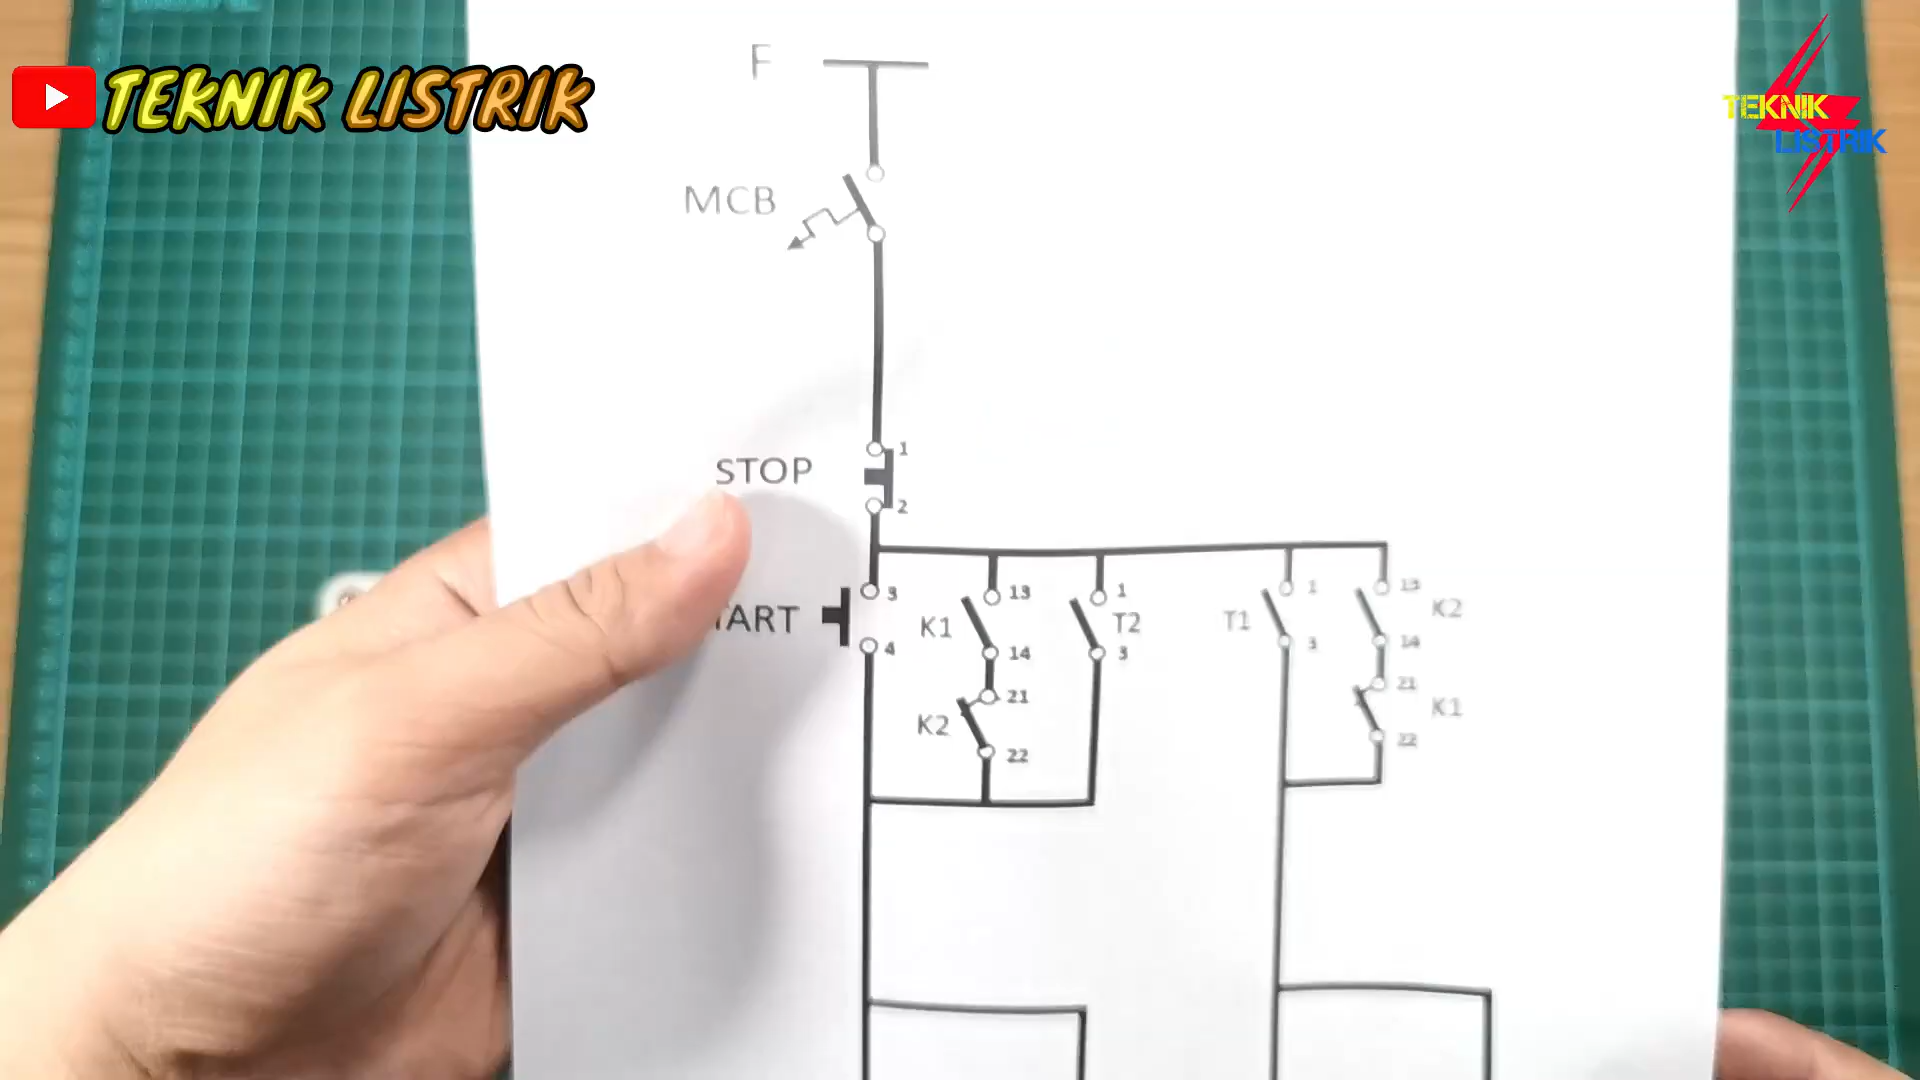 TEKNIK LISTRIK
TEKNIK
LISTRIK
F
MCB
1
STOP
2
3
TART
4
K1
13
14
K2
21
22
1
T2
3
T1
1
3
13
K2
14
21
K1
22